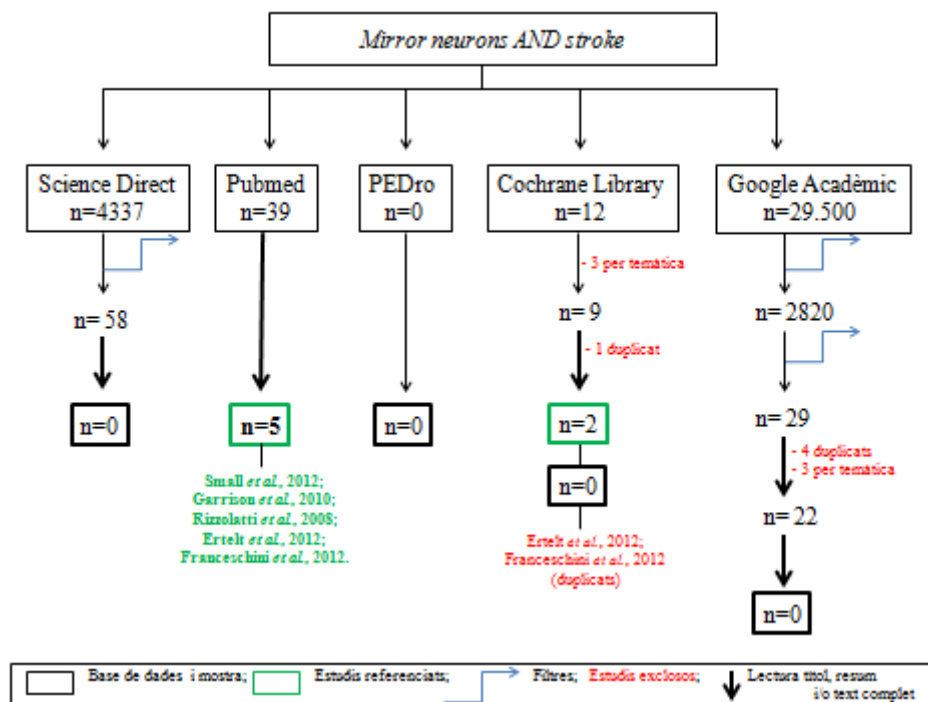 Mirror neurons AND stroke
Science Direct
n=4337
Pubmed
n=39
PEDro
n=0
Cochrane Library
n=12
Google Acadèmic
n=29.500
- 3 per temàtica
n= 58
n= 9
n= 2820
- 1 duplicat
n=0
n=5
n=0
n=2
n= 29
Small et al., 2012;
Garrison et al., 2010;
Rizzolatti et al., 2008;
Ertelt et al., 2012;
Franceschini et al., 2012.
n=0
- 4 duplicats
- 3 per temàtica
n= 22
Ertelt et al., 2012;
Franceschini et al., 2012
(duplicats)
n=0
Base de dades i mostra;
Estudis referenciats;
Filtres; Estudis exclosos;
Lectura títol, resum
i/o text complet